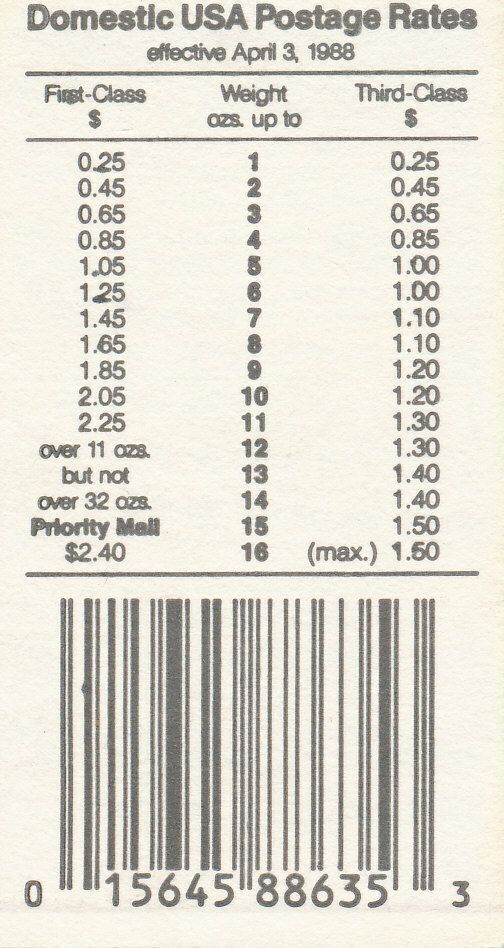 Domestic USA Postage Rates
effective April 3, 1988
First-Class Weight Third-Class
$ ozs. up to $
0.25 1 0.25
0.45 2 0.45
0.65 3 0.65
0.85 4 0.85
1.05 5 1.00
1.25 6 1.00
1.45 7 1.10
1.65 8 1.10
1.85 9 1.20
2.05 10 1.20
2.25 11 1.30
over 11 ozs. 12 1.30
but not 13 1.40
over 32 ozs. 14 1.40
Priority Mail 15 1.50
$2.40 16 (max.) 1.50
0 15645 88635 3